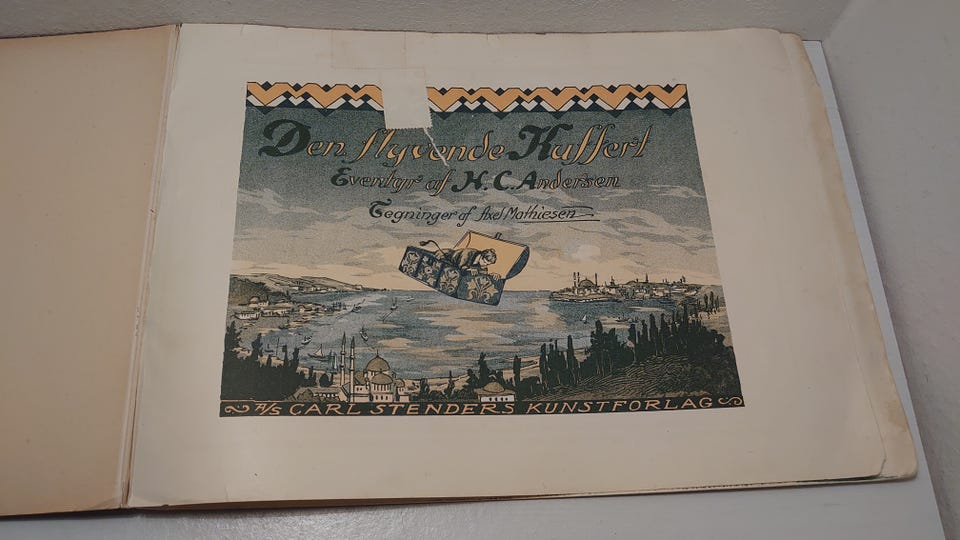 Den flyvende Kuffert
Eventyr af H. C. Andersen
Tegninger af Axel Mathiesen
A/S CARL STENDERS KUNSTFORLAG